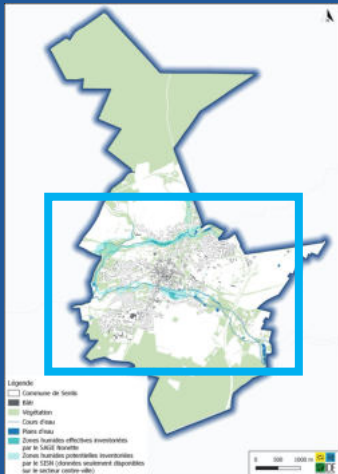 N
Légende
Commune de Senlis
Bâti
Végétation
Cours d'eau
Plans d'eau
Zones humides effectives inventoriées
par le SAGE Nonette
Zones humides potentielles inventoriées
par le SISN (données seulement disponibles
sur le secteur centre-ville)
0 500 1000 m